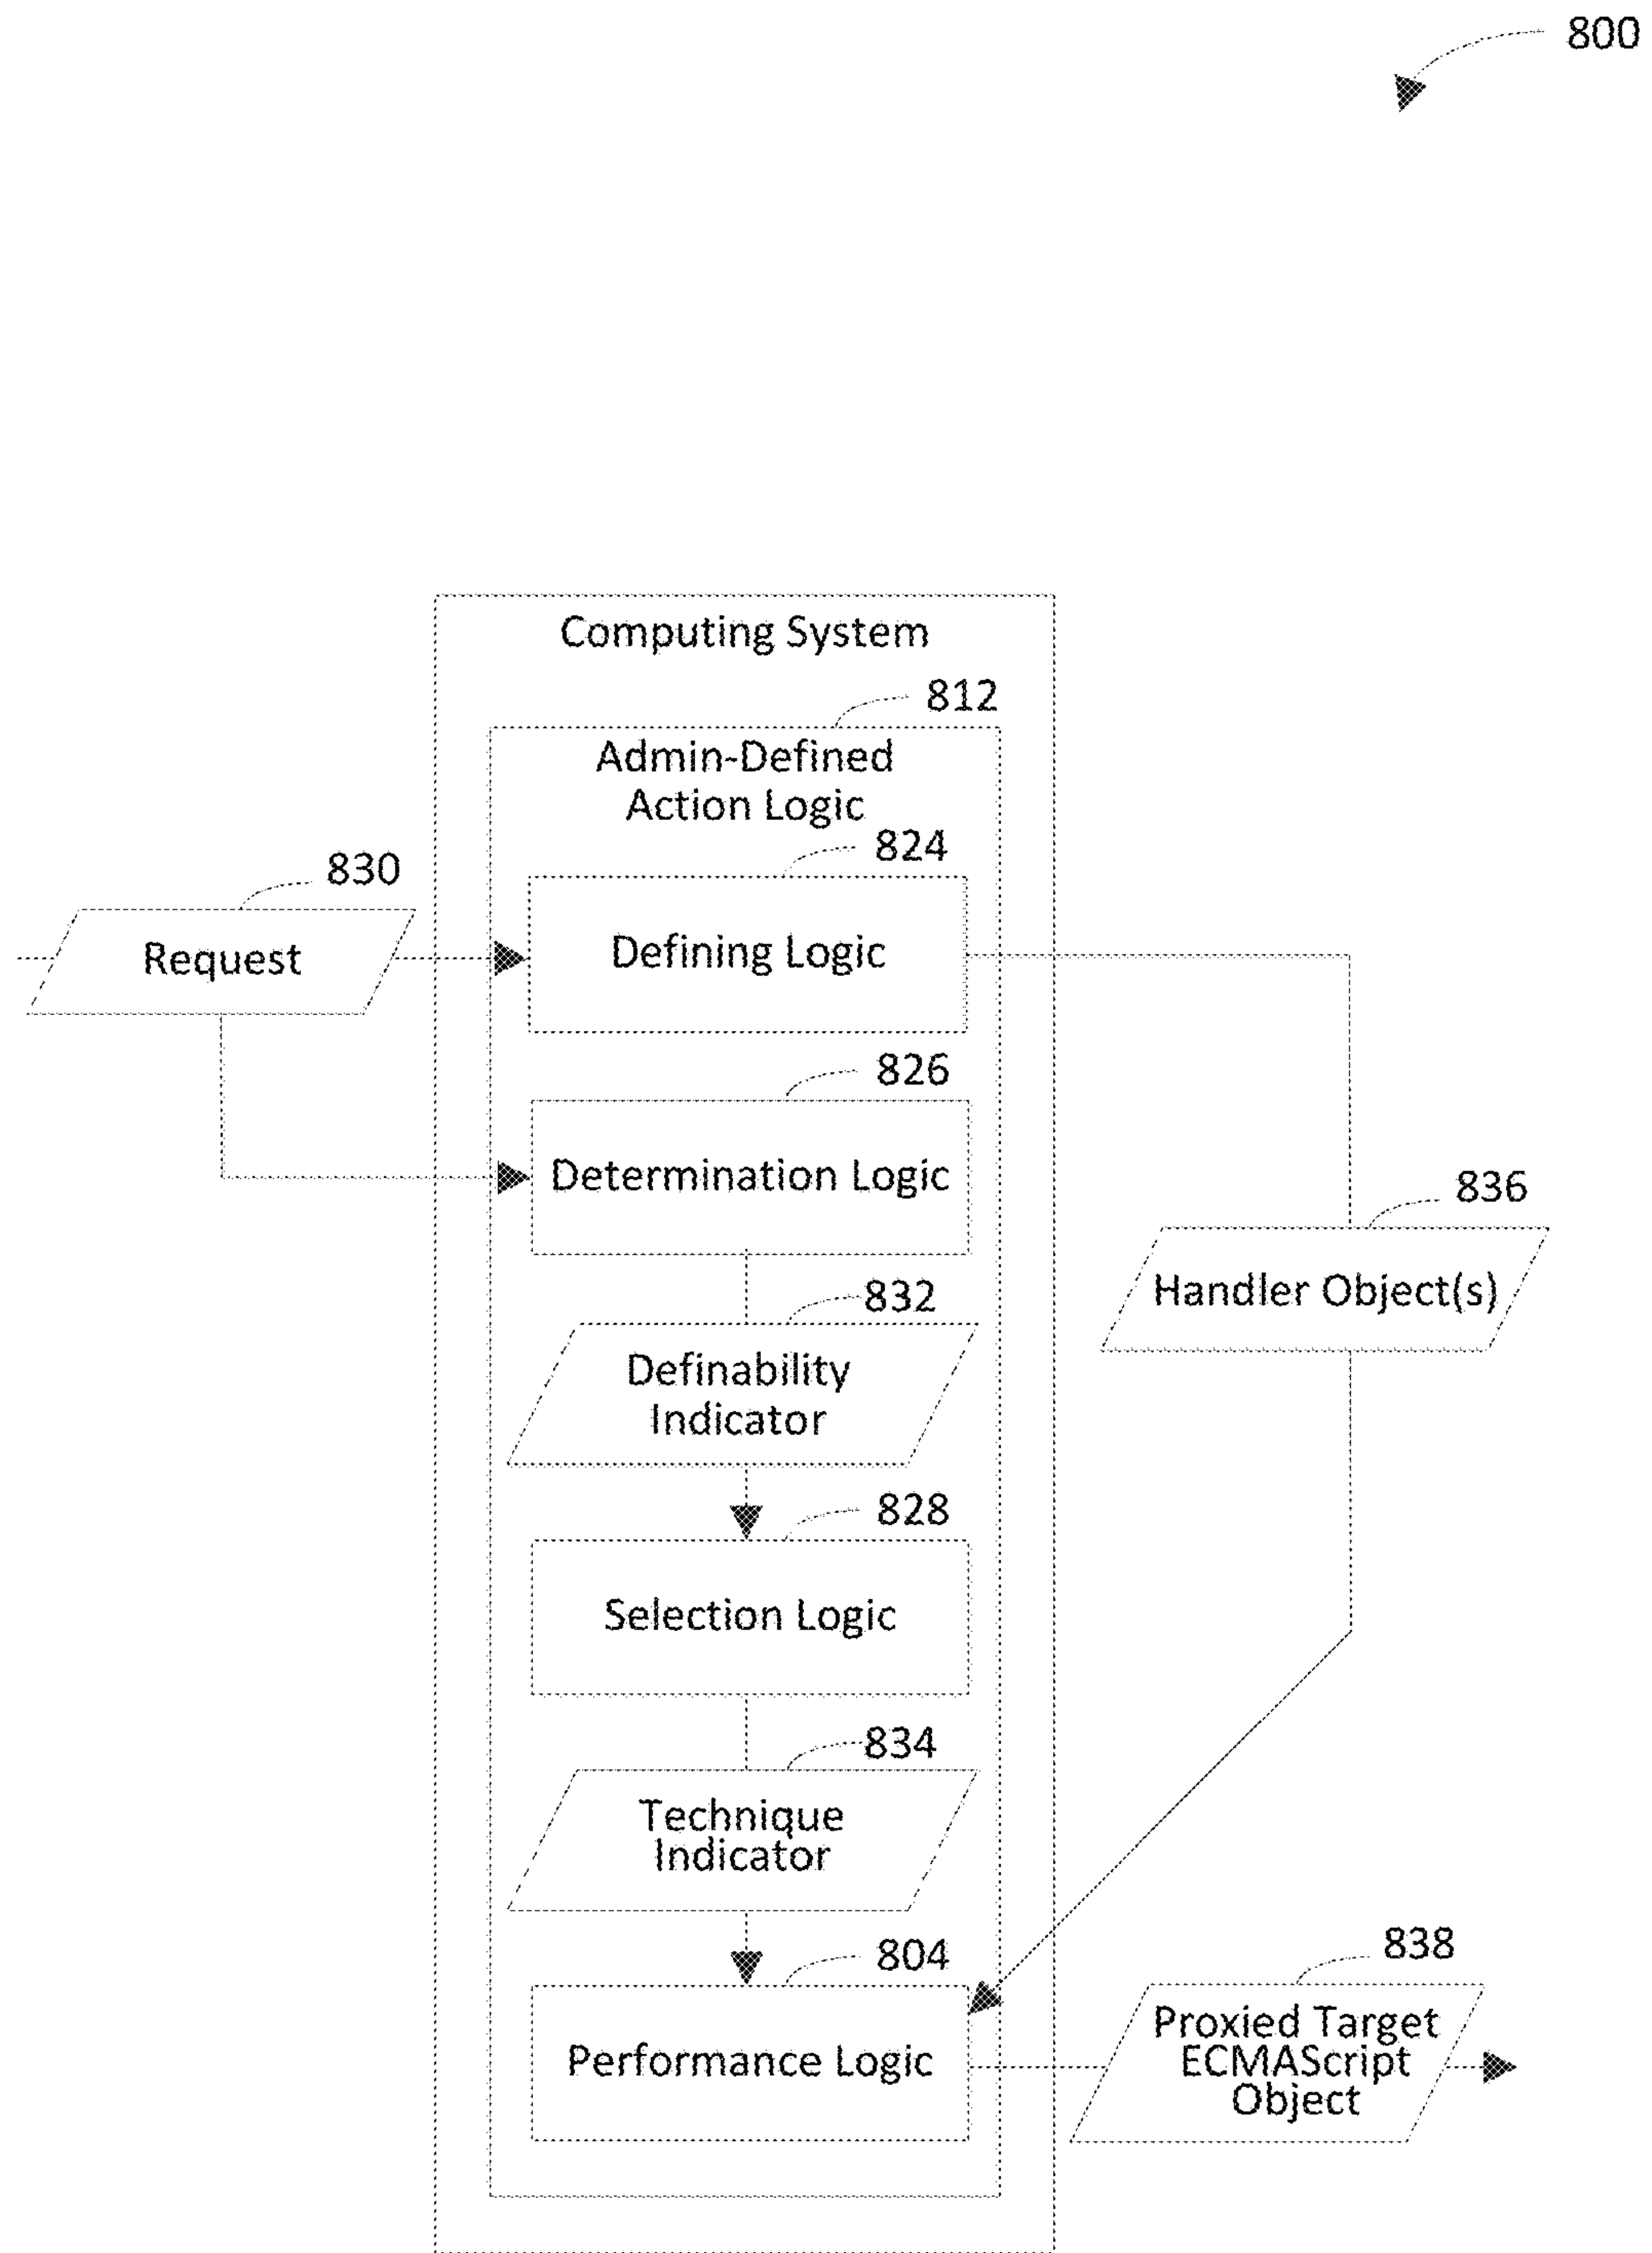 800
Computing System
812
Admin-Defined
Action Logic
824
830
Defining Logic
Request
826
Determination Logic
836
832
Handler Object(s)
Definability
Indicator
828
Selection Logic
834
Technique
Indicator
804
838
Proxied Target
ECMAScript
Object
Performance Logic